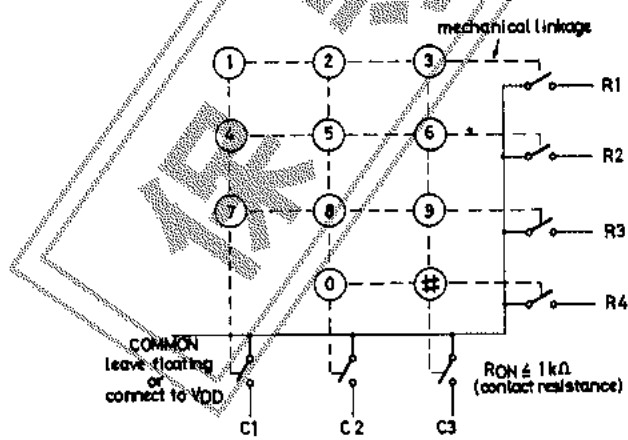 mechanical linkage
1 2 3
R1
4 5 6
R2
7 8 9
R3
0 #
R4
COMMON
leave floating
or
connect to VDD
RON ≦ 1 kΩ
(contact resistance)
C1 C2 C3